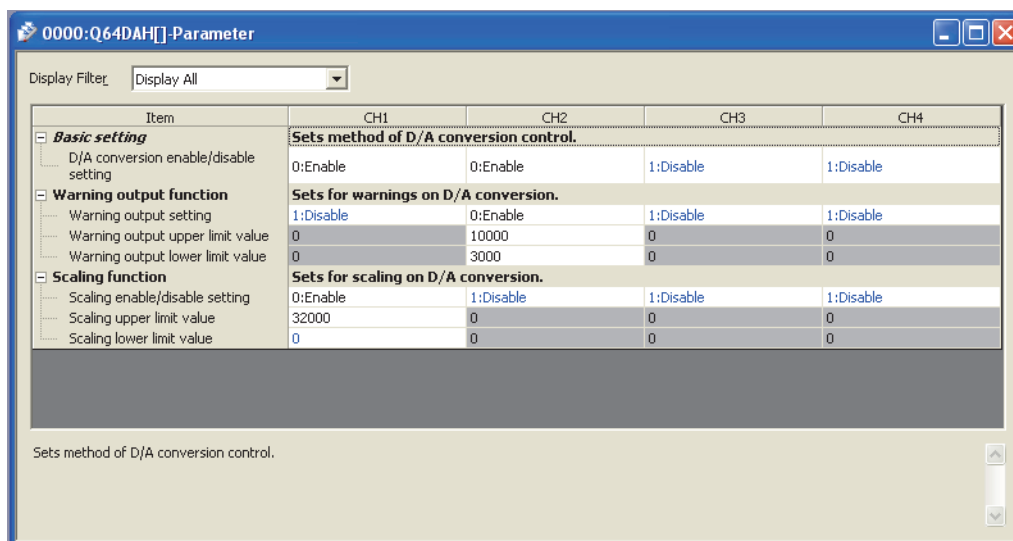 0000:Q64DAH[]-Parameter
Display Filter Display All
Item CH1 CH2 CH3 CH4
Basic setting Sets method of D/A conversion control.
D/A conversion enable/disable
setting 0:Enable 0:Enable 1:Disable 1:Disable
Warning output function Sets for warnings on D/A conversion.
Warning output setting 1:Disable 0:Enable 1:Disable 1:Disable
Warning output upper limit value 0 10000 0 0
Warning output lower limit value 0 3000 0 0
Scaling function Sets for scaling on D/A conversion.
Scaling enable/disable setting 0:Enable 1:Disable 1:Disable 1:Disable
Scaling upper limit value 32000 0 0 0
Scaling lower limit value 0 0 0 0
Sets method of D/A conversion control.